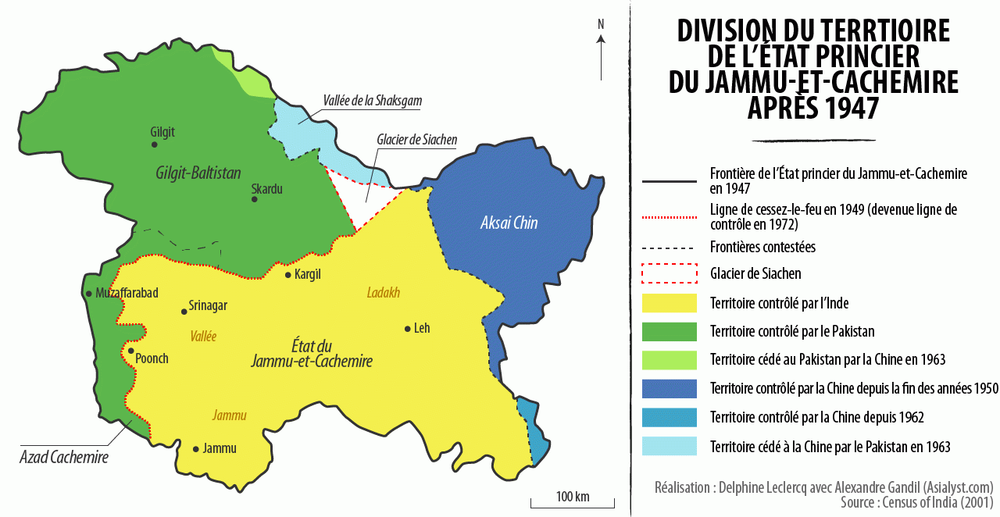 DIVISION DU TERRTIOIRE
DE L'ÉTAT PRINCIER
DU JAMMU-ET-CACHEMIRE
APRÈS 1947
N
Vallée de la Shaksgam
Glacier de Siachen
Gilgit
Gilgit-Baltistan
Skardu
Aksai Chin
Kargil
Muzaffarabad
Ladakh
Srinagar
Leh
Vallée
État du
Jammu-et-Cachemire
Poonch
Jammu
Jammu
Azad Cachemire
100 km
Frontière de l'État princier du Jammu-et-Cachemire
en 1947
Ligne de cessez-le-feu en 1949 (devenue ligne de
contrôle en 1972)
Frontières contestées
Glacier de Siachen
Territoire contrôlé par l'Inde
Territoire contrôlé par le Pakistan
Territoire cédé au Pakistan par la Chine en 1963
Territoire contrôlé par la Chine depuis la fin des années 1950
Territoire contrôlé par la Chine depuis 1962
Territoire cédé à la Chine par le Pakistan en 1963
Réalisation : Delphine Leclercq avec Alexandre Gandil (Asialyst.com)
Source : Census of India (2001)